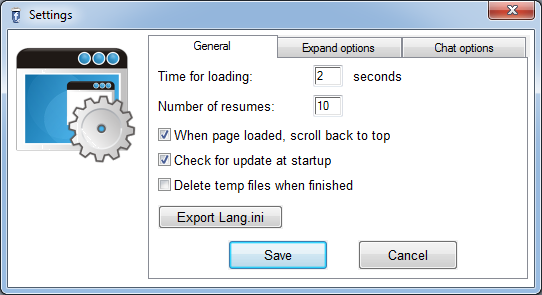 Settings
General Expand options Chat options
Time for loading: 2 seconds
Number of resumes: 10
When page loaded, scroll back to top
Check for update at startup
Delete temp files when finished
Export Lang.ini
Save Cancel